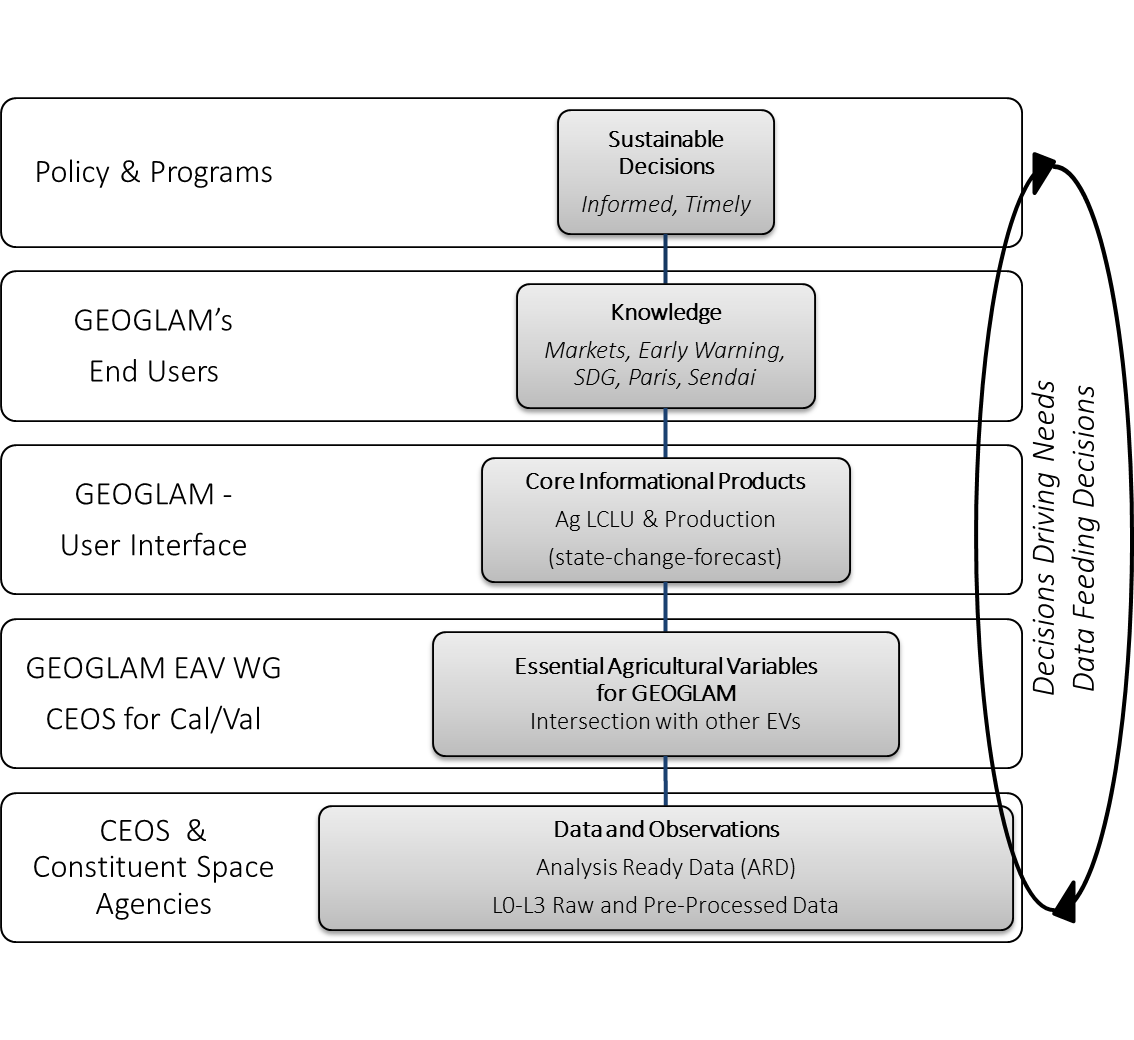 Policy & Programs
Sustainable
Decisions
Informed, Timely
GEOGLAM’s
End Users
Knowledge
Markets, Early Warning,
SDG, Paris, Sendai
GEOGLAM -
User Interface
Core Informational Products
Ag LCLU & Production
(state-change-forecast)
GEOGLAM EAV WG
CEOS for Cal/Val
Essential Agricultural Variables
for GEOGLAM
Intersection with other EVs
CEOS &
Constituent Space
Agencies
Data and Observations
Analysis Ready Data (ARD)
L0-L3 Raw and Pre-Processed Data
Decisions Driving Needs
Data Feeding Decisions